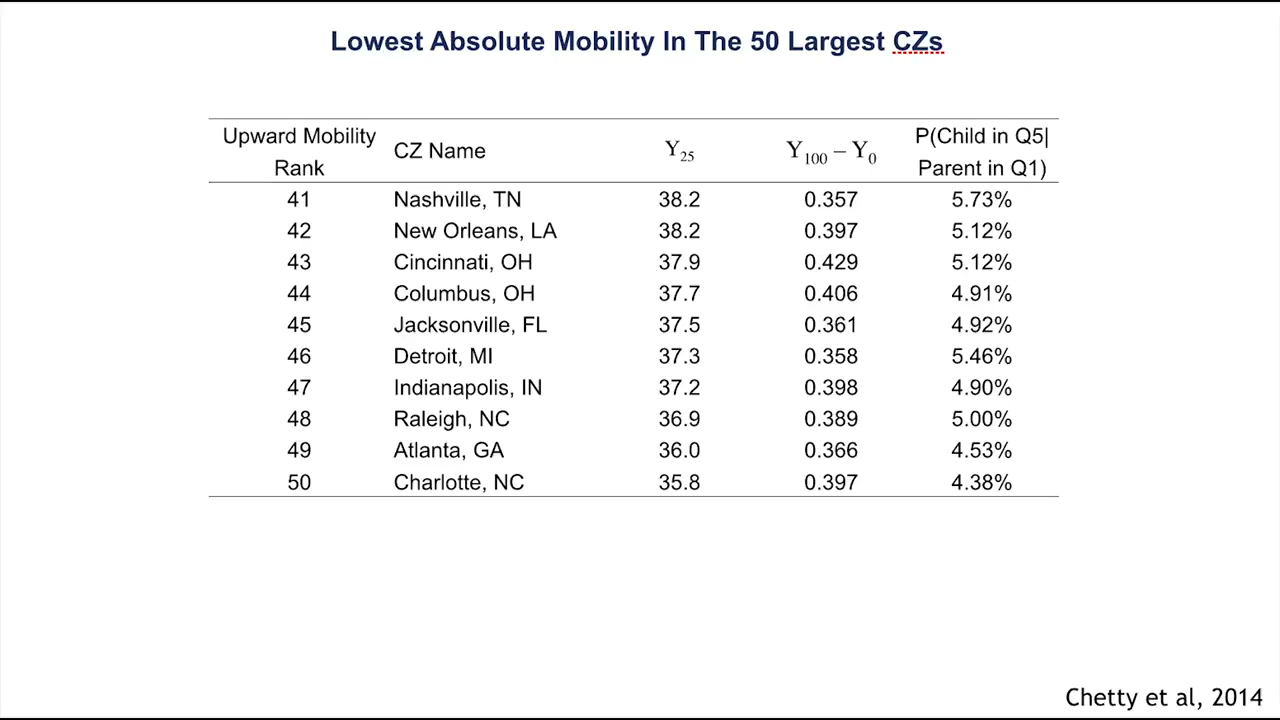 Lowest Absolute Mobility In The 50 Largest CZs
Upward Mobility Rank CZ Name Y25 Y100 – Y0 P(Child in Q5| Parent in Q1)
41 Nashville, TN 38.2 0.357 5.73%
42 New Orleans, LA 38.2 0.397 5.12%
43 Cincinnati, OH 37.9 0.429 5.12%
44 Columbus, OH 37.7 0.406 4.91%
45 Jacksonville, FL 37.5 0.361 4.92%
46 Detroit, MI 37.3 0.358 5.46%
47 Indianapolis, IN 37.2 0.398 4.90%
48 Raleigh, NC 36.9 0.389 5.00%
49 Atlanta, GA 36.0 0.366 4.53%
50 Charlotte, NC 35.8 0.397 4.38%
Chetty et al, 2014